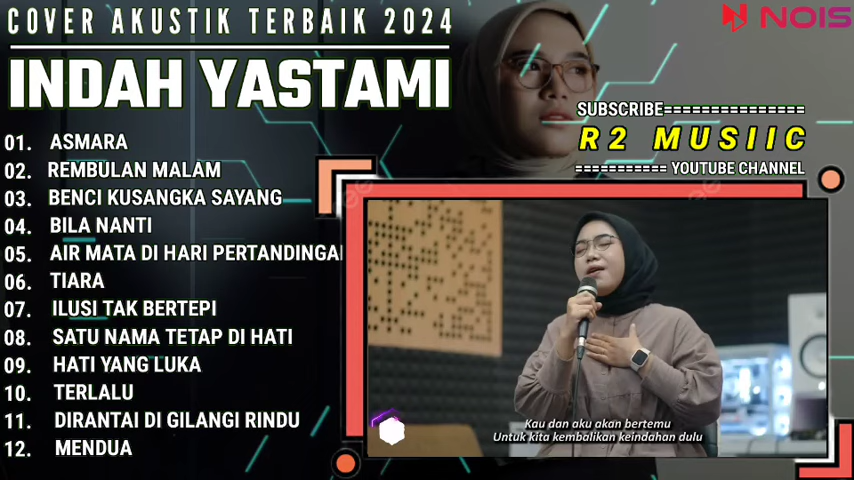 COVER AKUSTIK TERBAIK 2024
INDAH YASTAMI
01. ASMARA
02. REMBULAN MALAM
03. BENCI KUSANGKA SAYANG
04. BILA NANTI
05. AIR MATA DI HARI PERTANDINGAN
06. TIARA
07. ILUSI TAK BERTEPI
08. SATU NAMA TETAP DI HATI
09. HATI YANG LUKA
10. TERLALU
11. DIRANTAI DI GILANGI RINDU
12. MENDUA
NOIS
SUBSCRIBE===============
R2 MUSIIC
=========== YOUTUBE CHANNEL
Kau dan aku akan bertemu
Untuk kita kembalikan keindahan dulu